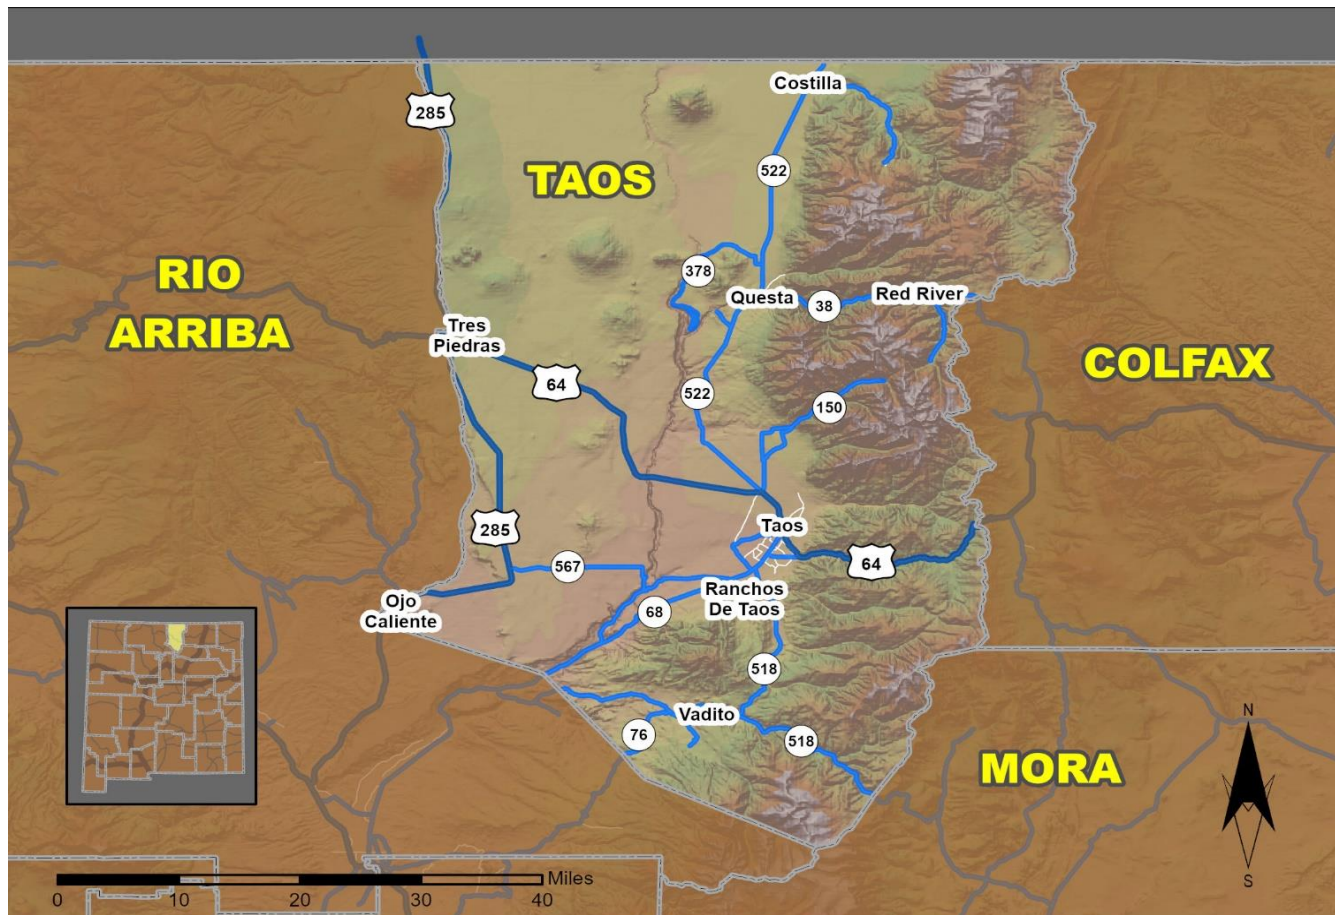 Costilla
285
522
TAOS
RIO
ARRIBA
378
Questa
38
Red River
Tres
Piedras
COLFAX
64
522
150
285
Taos
64
567
Ojo
Caliente
Ranchos
De Taos
68
518
Vadito
76
518
MORA
N
S
Miles
0
10
20
30
40